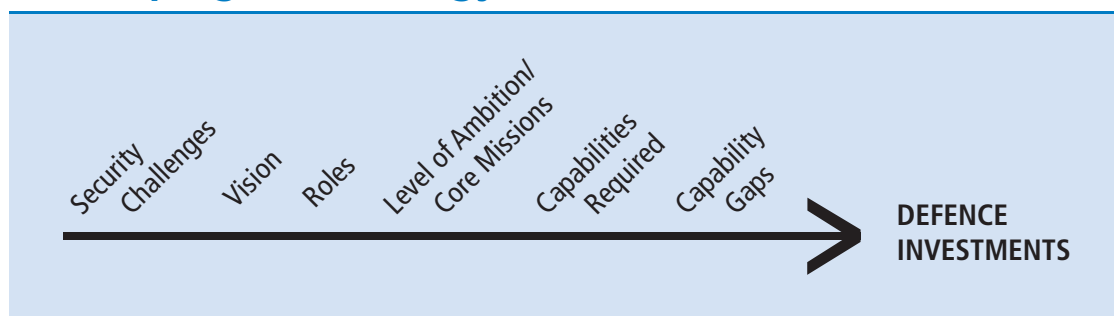 Security
Challenges
Vision
Roles
Level of Ambition/
Core Missions
Capabilities
Required
Capability
Gaps
DEFENCE
INVESTMENTS